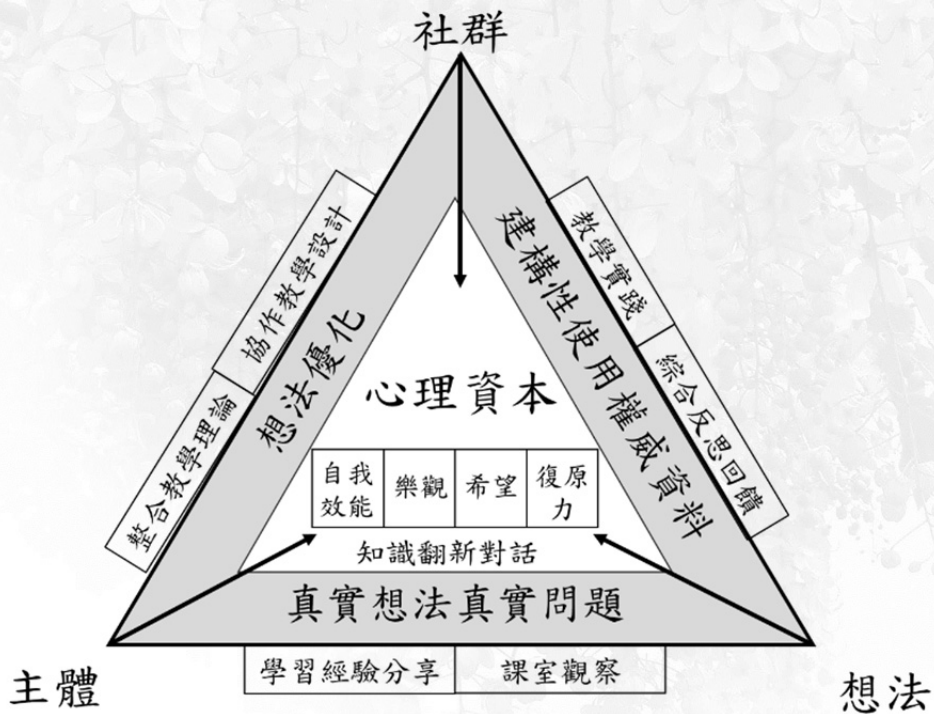 社群
協作教學設計
整合教學理論
想法優化
建構性使用權威資料
教學實踐
綜合反思回饋
心理資本
自我
效能
樂觀
希望
復原
力
知識翻新對話
真實想法真實問題
學習經驗分享
課室觀察
主體
想法